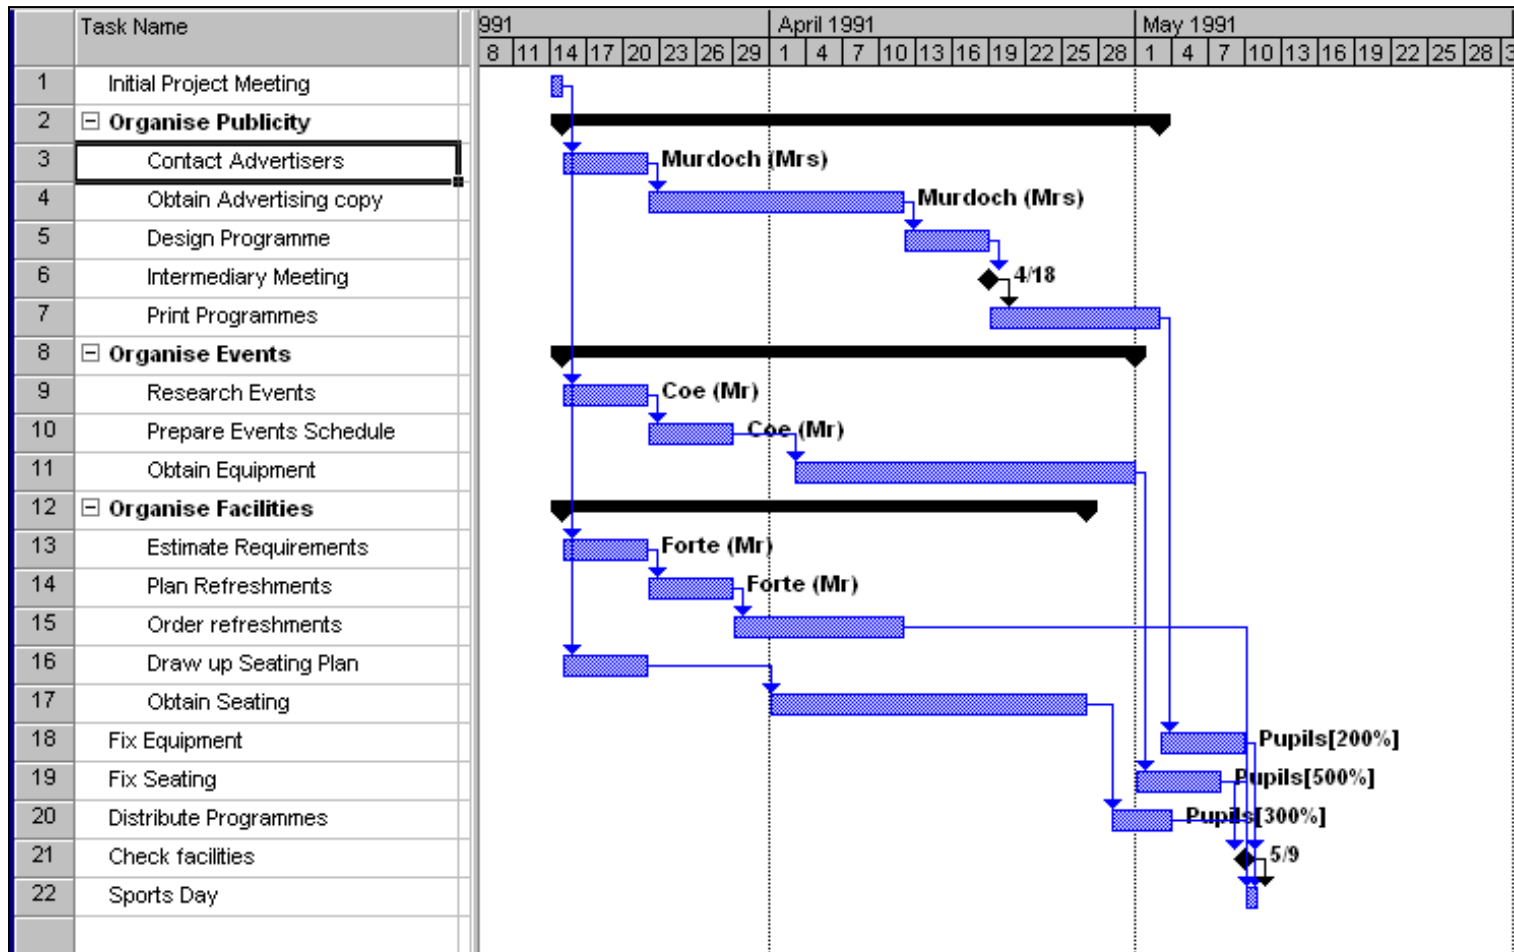 Task Name 991 April 1991 May 1991
8 11 14 17 20 23 26 29 1 4 7 10 13 16 19 22 25 28 1 4 7 10 13 16 19 22 25 28 3
1 Initial Project Meeting
2 Organise Publicity
3 Contact Advertisers Murdoch (Mrs)
4 Obtain Advertising copy Murdoch (Mrs)
5 Design Programme
6 Intermediary Meeting 4/18
7 Print Programmes
8 Organise Events
9 Research Events Coe (Mr)
10 Prepare Events Schedule Coe (Mr)
11 Obtain Equipment
12 Organise Facilities
13 Estimate Requirements Forte (Mr)
14 Plan Refreshments Forte (Mr)
15 Order refreshments
16 Draw up Seating Plan
17 Obtain Seating
18 Fix Equipment Pupils[200%]
19 Fix Seating Pupils[500%]
20 Distribute Programmes Pupils[300%]
21 Check facilities 5/9
22 Sports Day